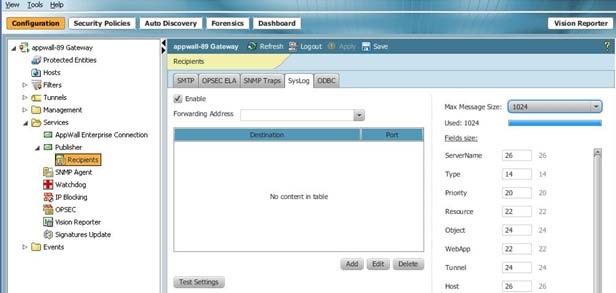 View Tools Help
Configuration Security Policies Auto Discovery Forensics Dashboard Vision Reporter
appwall-89 Gateway
Protected Entities
Hosts
Filters
Tunnels
Management
Services
AppWall Enterprise Connection
Publisher
Recipients
SNMP Agent
Watchdog
IP Blocking
OPSEC
Vision Reporter
Signatures Update
Events
appwall-89 Gateway Refresh Logout Apply Save
Recipients
SMTP OPSEC ELA SNMP Traps SysLog ODBC
Enable
Forwarding Address
Destination Port
No content in table
Add Edit Delete
Test Settings
Max Message Size: 1024
Used: 1024
Fields size:
ServerName 26 26
Type 14 14
Priority 20 20
Resource 22 22
Object 24 24
WebApp 22 22
Tunnel 24 24
Host 26 26